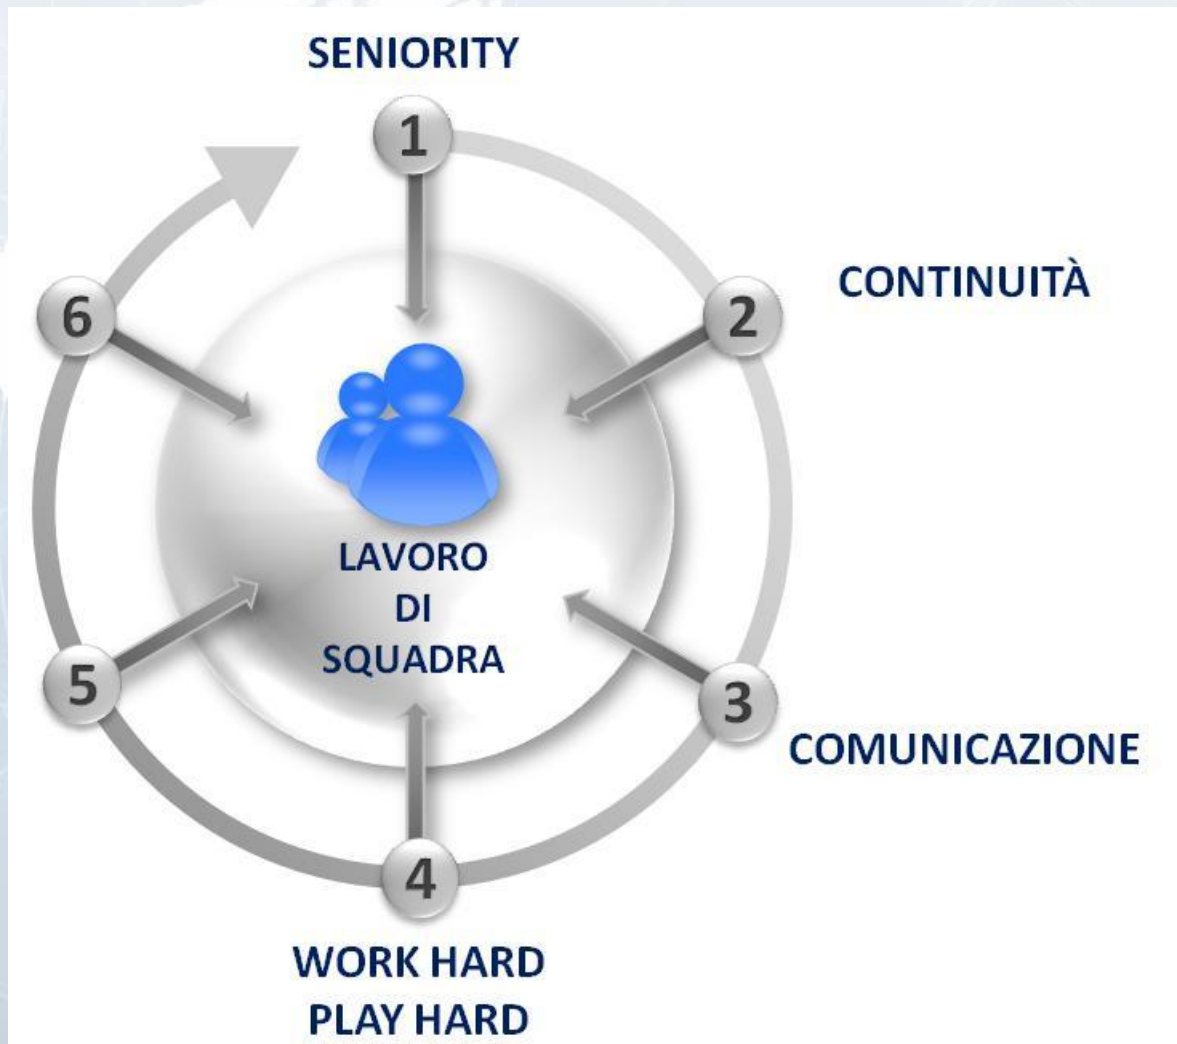 SENIORITY
1
6
2
CONTINUITÀ
LAVORO
DI
SQUADRA
5
3
COMUNICAZIONE
4
WORK HARD
PLAY HARD